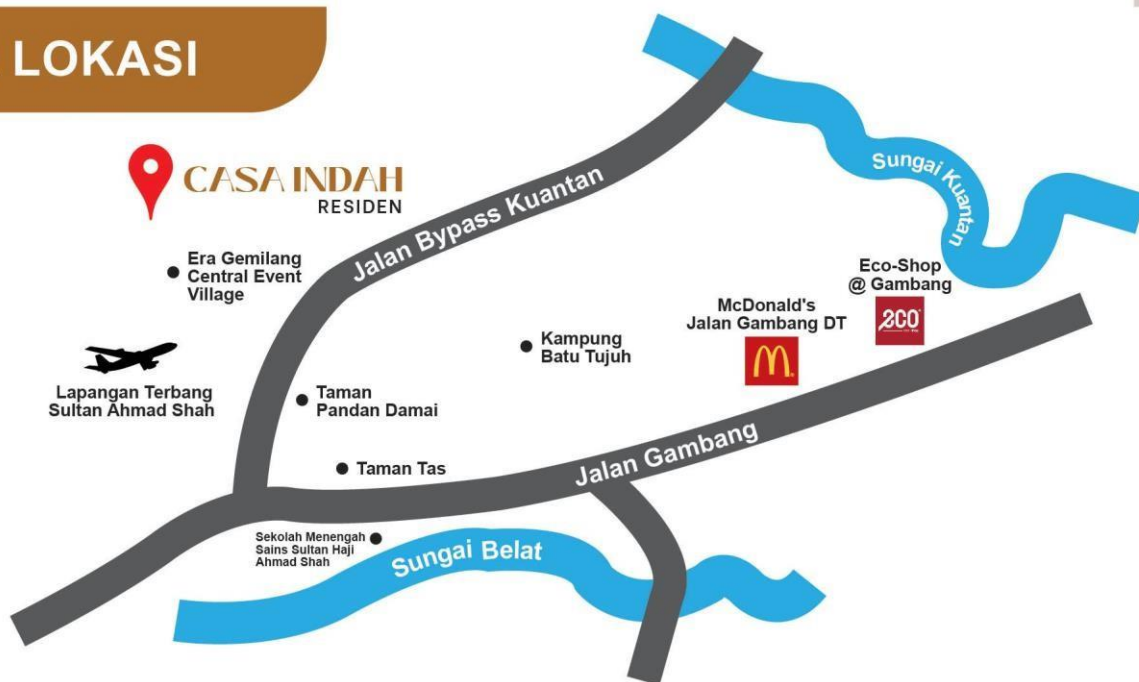 LOKASI
CASA INDAH
RESIDEN
Era Gemilang
Central Event
Village
Jalan Bypass Kuantan
Sungai Kuantan
Eco-Shop
@ Gambang
eco
McDonald's
Jalan Gambang DT
Kampung
Batu Tujuh
Lapangan Terbang
Sultan Ahmad Shah
Taman
Pandan Damai
Taman Tas
Jalan Gambang
Sekolah Menengah
Sains Sultan Haji
Ahmad Shah
Sungai Belat